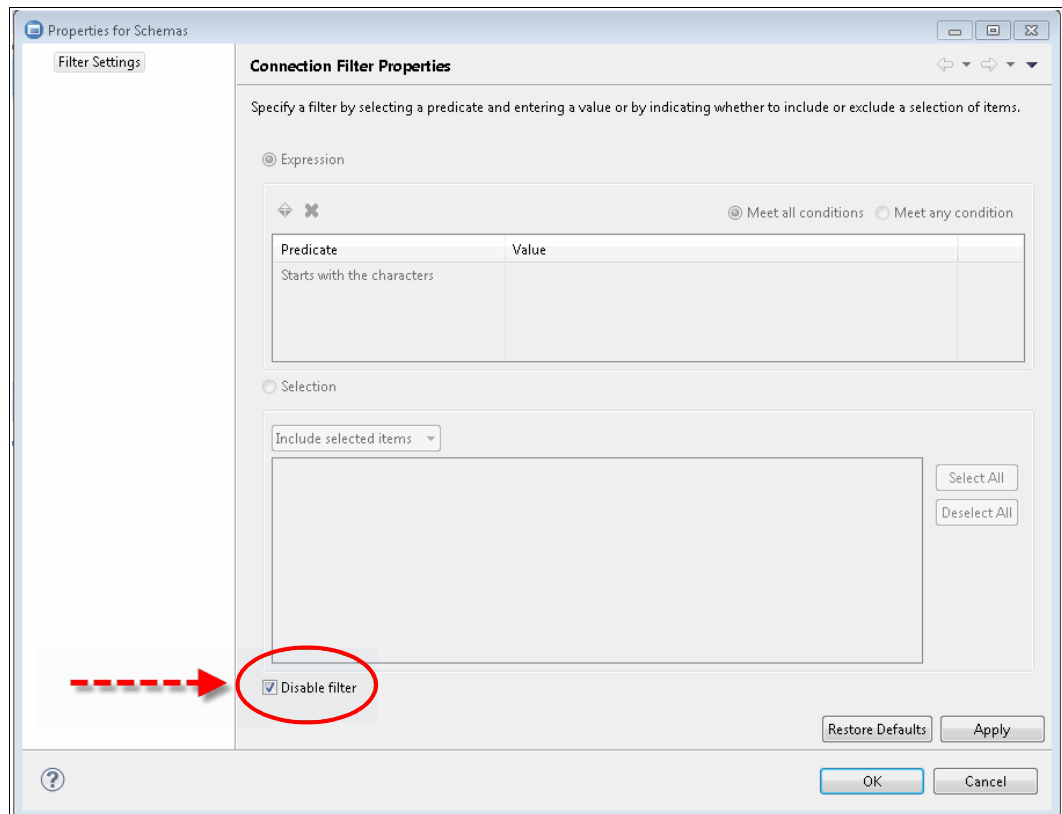 Properties for Schemas
Filter Settings
Connection Filter Properties
Specify a filter by selecting a predicate and entering a value or by indicating whether to include or exclude a selection of items.
Expression
Meet all conditions Meet any condition
Predicate Value
Starts with the characters
Selection
Include selected items
Select All
Deselect All
Disable filter
Restore Defaults Apply
?
OK Cancel